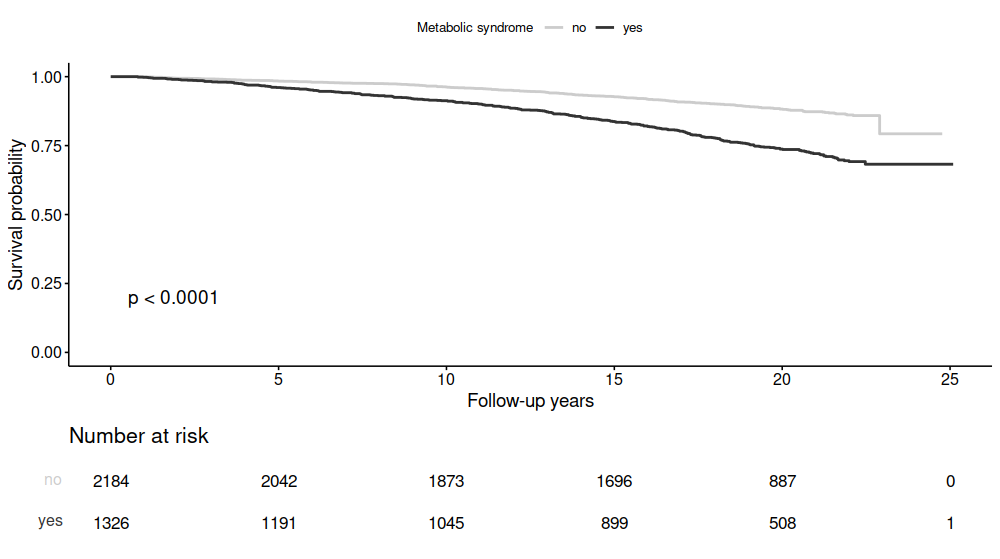 Metabolic syndrome no yes
Survival probability
1.00
0.75
0.50
0.25
0.00
p < 0.0001
0 5 10 15 20 25
Follow-up years
Number at risk
no 2184 2042 1873 1696 887 0
yes 1326 1191 1045 899 508 1